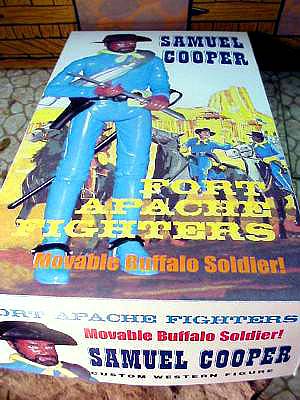 SAMUEL
COOPER
FORT
APACHE
FIGHTERS
Movable Buffalo Soldier!
FORT APACHE FIGHTERS
Movable Buffalo Soldier!
SAMUEL COOPER
CUSTOM WESTERN FIGURE